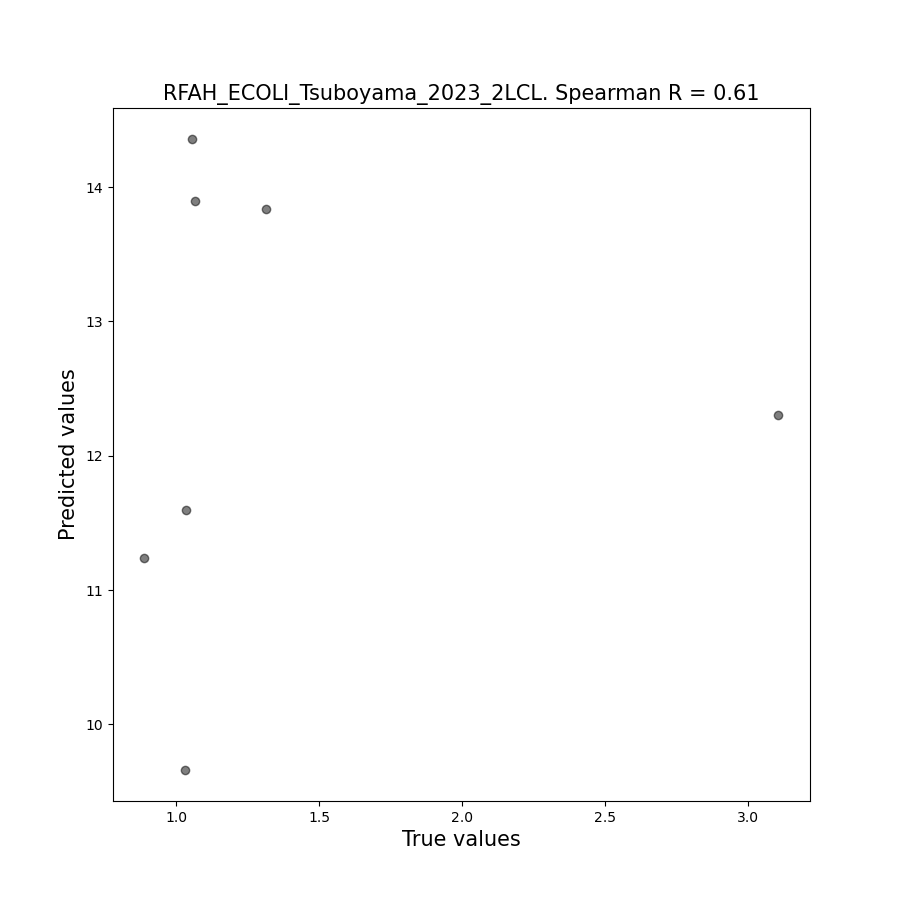 RFAH_ECOLI_Tsuboyama_2023_2LCL. Spearman R = 0.61
Predicted values
14
13
12
11
10
1.0 1.5 2.0 2.5 3.0
True values